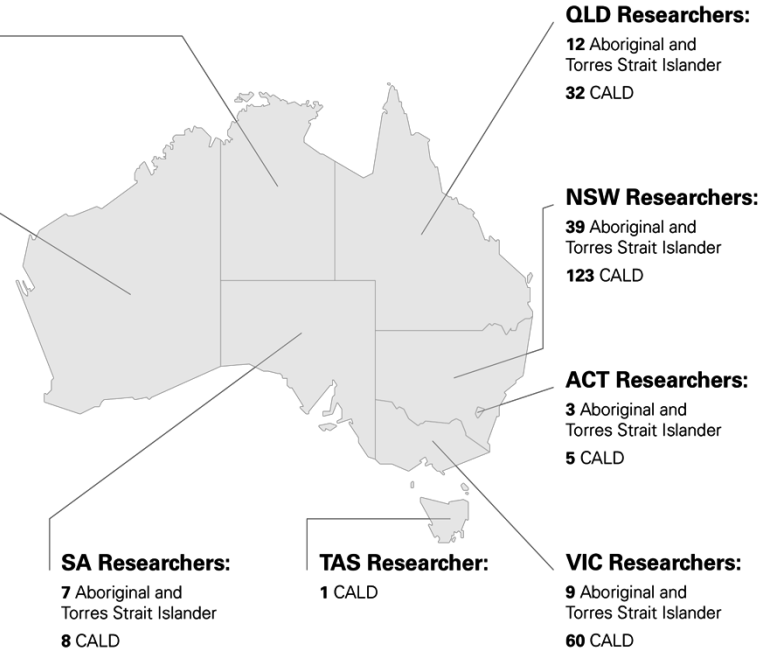 QLD Researchers:
12 Aboriginal and
Torres Strait Islander
32 CALD
NSW Researchers:
39 Aboriginal and
Torres Strait Islander
123 CALD
ACT Researchers:
3 Aboriginal and
Torres Strait Islander
5 CALD
SA Researchers:
7 Aboriginal and
Torres Strait Islander
8 CALD
TAS Researcher:
1 CALD
VIC Researchers:
9 Aboriginal and
Torres Strait Islander
60 CALD